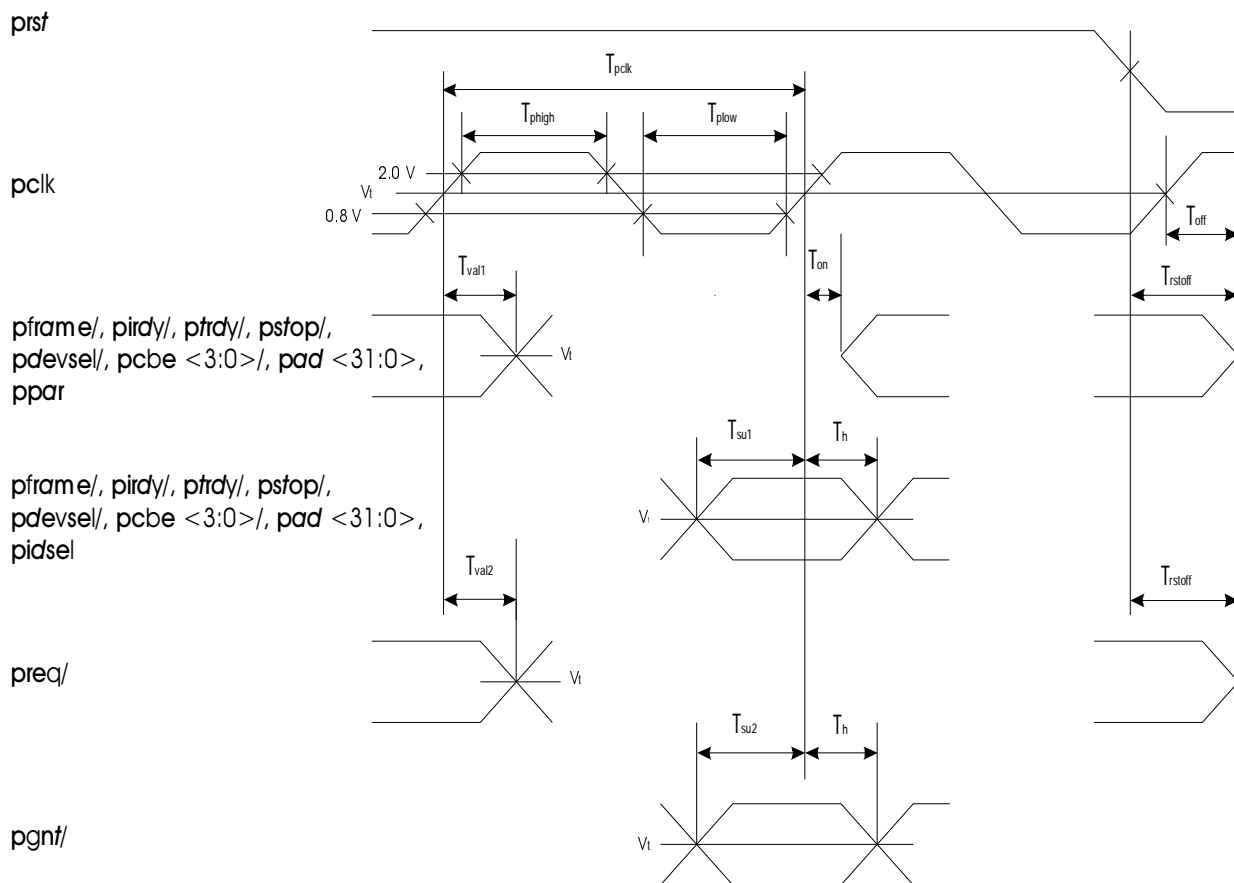 prst
Tpclk
Tphigh
Tplow
2.0 V
pclk
Vt
0.8 V
Toff
Tval1
Ton
Trstoff
pframe/, pirdy/, ptrdy/, pstop/,
pdevsel/, pcbe <3:0>/, pad <31:0>,
ppar
Vt
Tsu1
Th
pframe/, pirdy/, ptrdy/, pstop/,
pdevsel/, pcbe <3:0>/, pad <31:0>,
pidsel
Vt
Tval2
Trstoff
preq/
Vt
Tsu2
Th
pgnt/
Vt